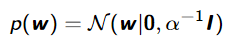 p(w) = 𝒩(w|0, α⁻¹I)